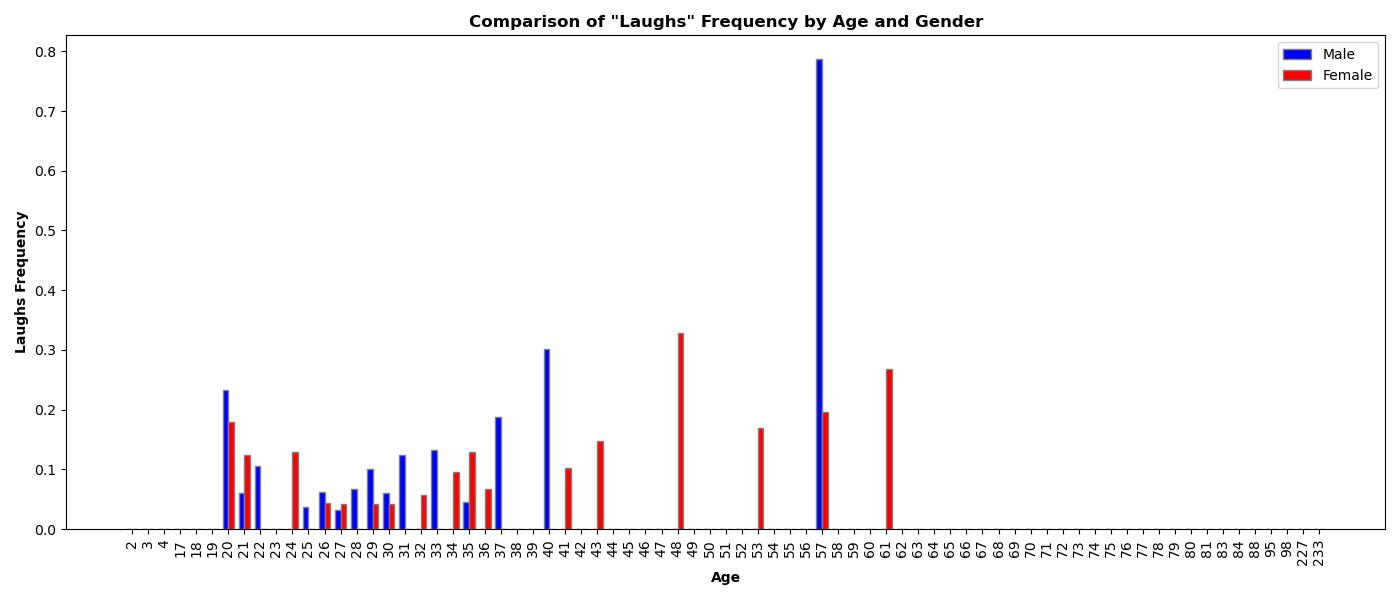 Comparison of "Laughs" Frequency by Age and Gender
Male
Female
0.8
0.7
0.6
0.5
0.4
0.3
0.2
0.1
0.0
Laughs Frequency
2 3 4 17 18 19 20 21 22 23 24 25 26 27 28 29 30 31 32 33 34 35 36 37 38 39 40 41 42 43 44 45 46 47 48 49 50 51 52 53 54 55 56 57 58 59 60 61 62 63 64 65 66 67 68 69 70 71 72 73 74 75 76 77 78 79 80 81 83 84 88 95 98 227 233
Age